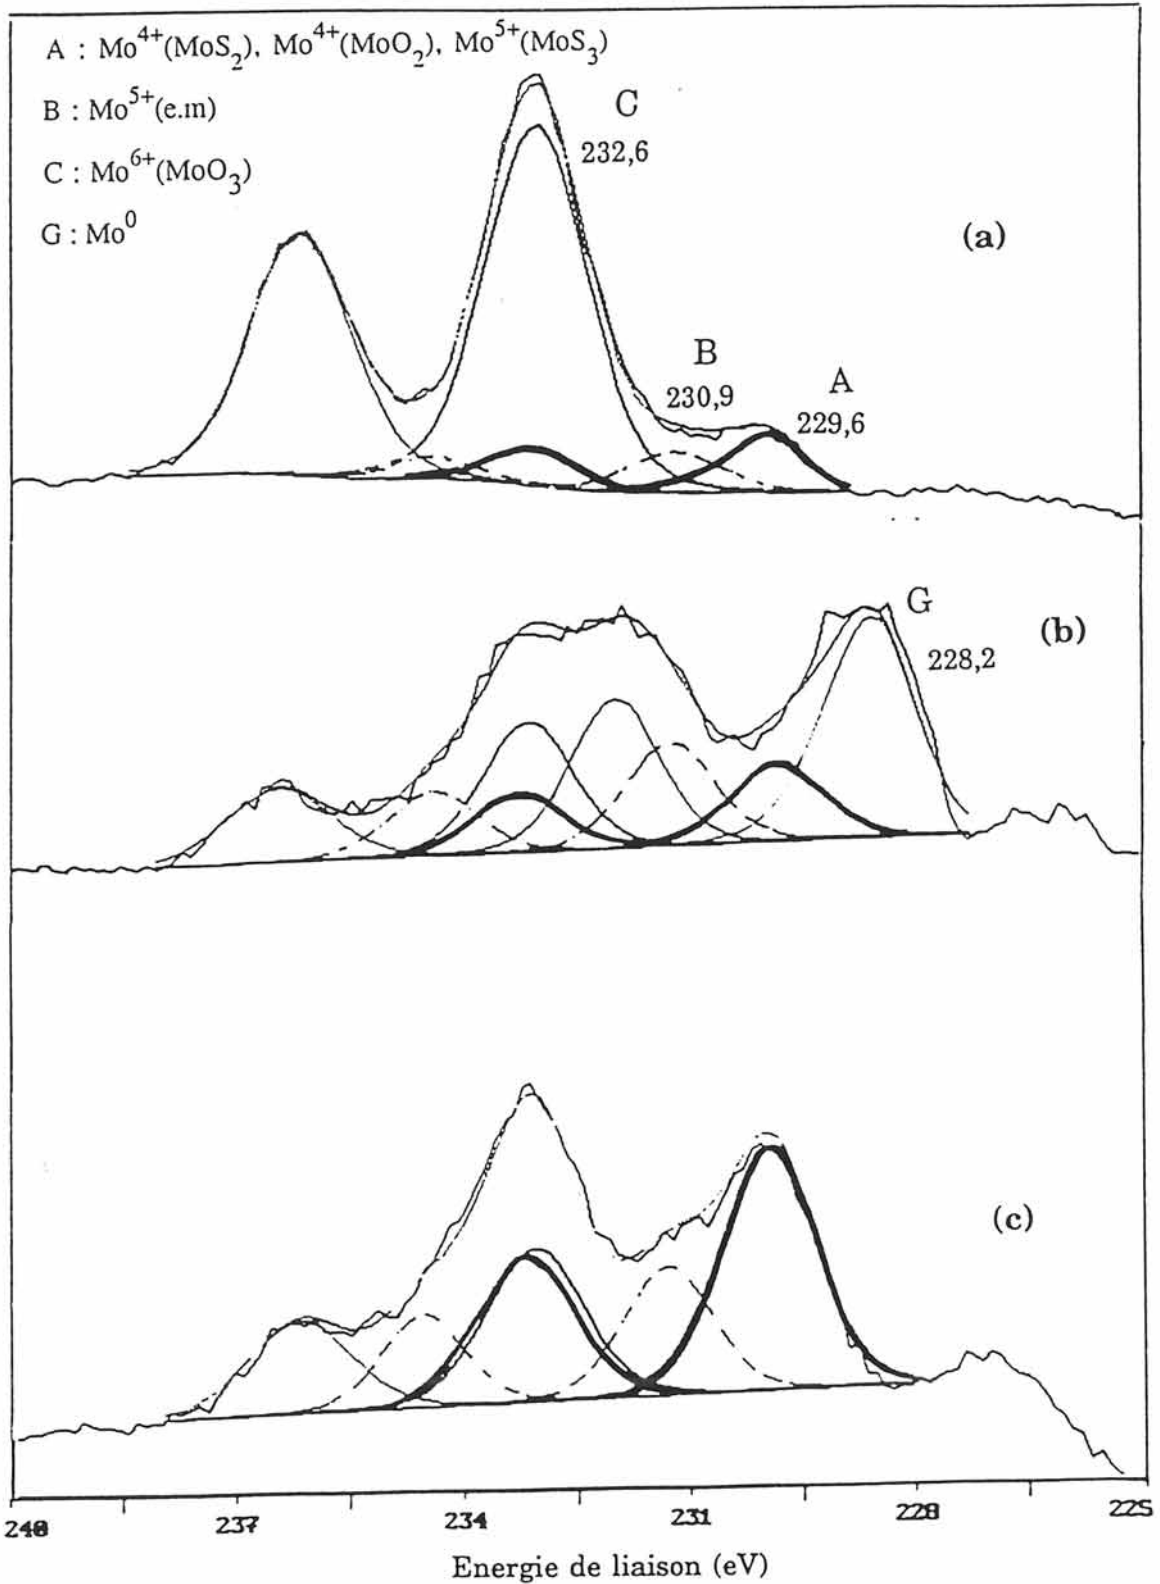 A : Mo⁴⁺(MoS₂), Mo⁴⁺(MoO₂), Mo⁵⁺(MoS₃)
B : Mo⁵⁺(e.m)
C : Mo⁶⁺(MoO₃)
G : Mo⁰
C
232,6
(a)
B
230,9
A
229,6
G
228,2
(b)
(c)
240 237 234 231 228 225
Energie de liaison (eV)